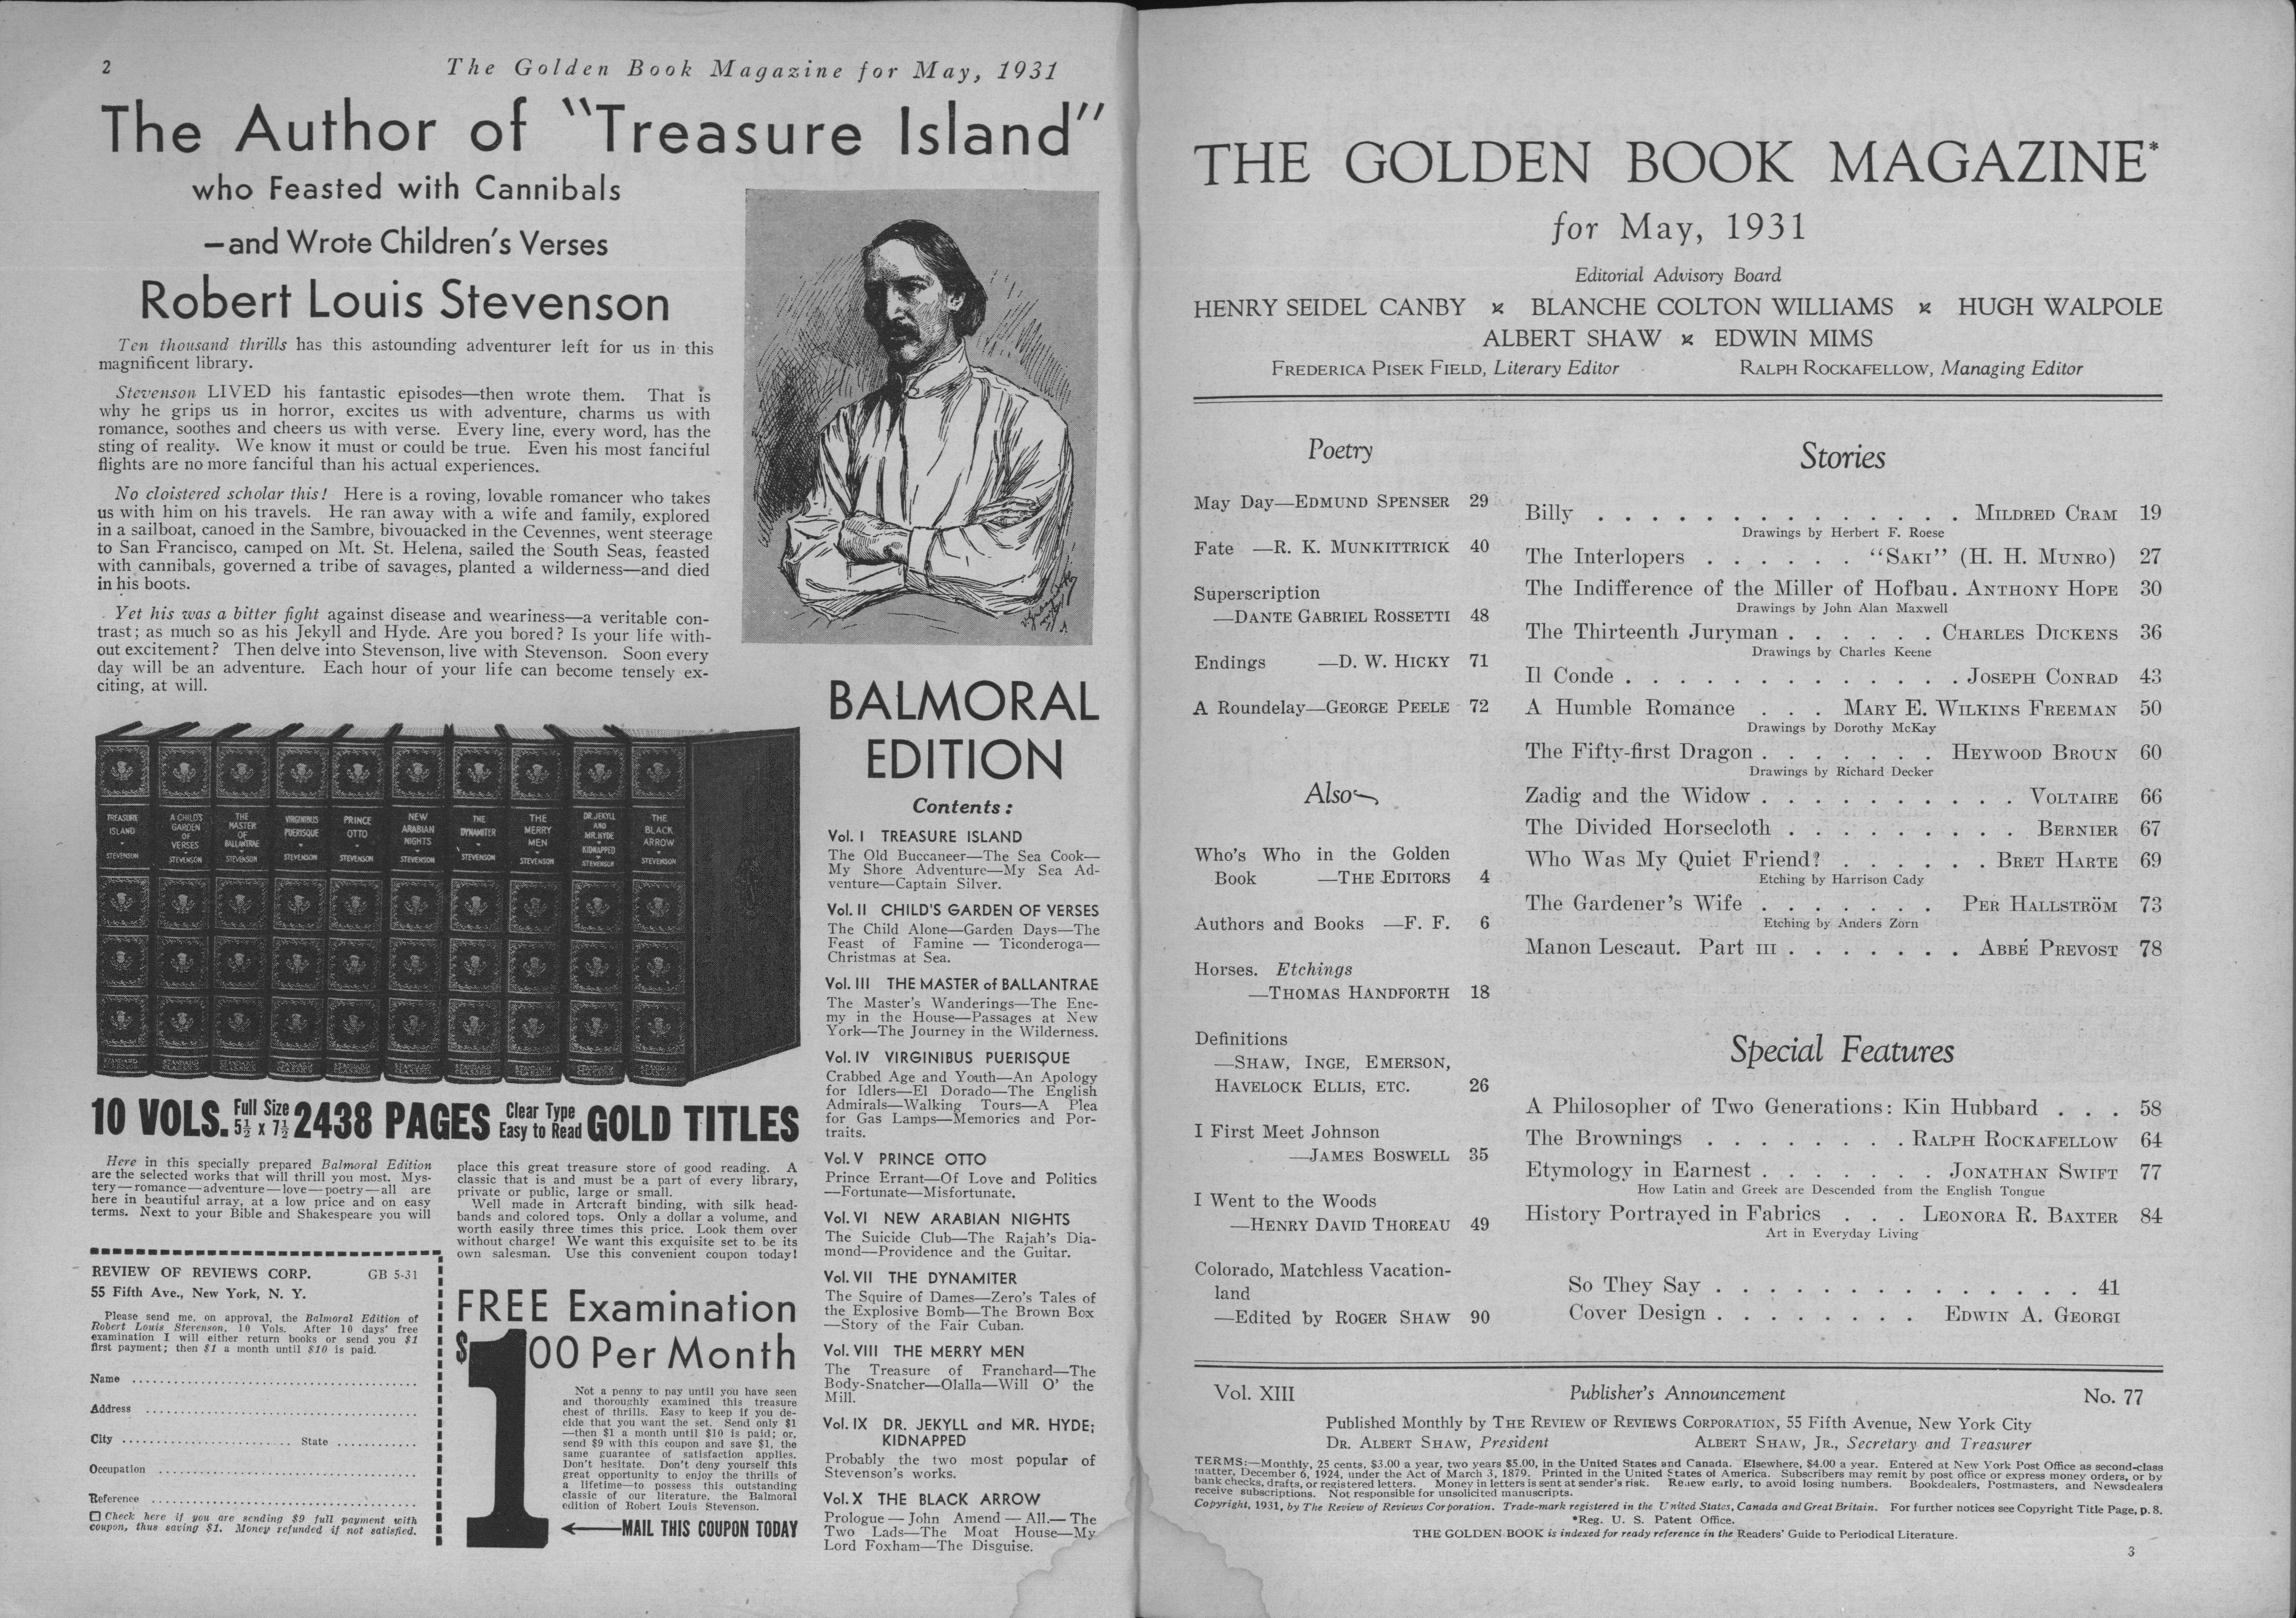 2
The Golden Book Magazine for May, 1931
The Author of "Treasure Island"
who Feasted with Cannibals
—and Wrote Children's Verses
Robert Louis Stevenson
Ten thousand thrills has this astounding adventurer left for us in this
magnificent library.
Stevenson LIVED his fantastic episodes—then wrote them. That is
why he grips us in horror, excites us with adventure, charms us with
romance, soothes and cheers us with verse. Every line, every word, has the
sting of reality. We know it must or could be true. Even his most fanciful
flights are no more fanciful than his actual experiences.
No cloistered scholar this! Here is a roving, lovable romancer who takes
us with him on his travels. He ran away with a wife and family, explored
in a sailboat, canoed in the Sambre, bivouacked in the Cevennes, went steerage
to San Francisco, camped on Mt. St. Helena, sailed the South Seas, feasted
with cannibals, governed a tribe of savages, planted a wilderness—and died
in his boots.
Yet his was a bitter fight against disease and weariness—a veritable con-
trast; as much so as his Jekyll and Hyde. Are you bored? Is your life with-
out excitement? Then delve into Stevenson, live with Stevenson. Soon every
day will be an adventure. Each hour of your life can become tensely ex-
citing, at will.
TREASURE
ISLAND
STEVENSON
A CHILD'S
GARDEN
OF
VERSES
STEVENSON
THE
MASTER
OF
BALLANTRAE
STEVENSON
VIRGINIBUS
PUERISQUE
STEVENSON
PRINCE
OTTO
STEVENSON
NEW
ARABIAN
NIGHTS
STEVENSON
THE
DYNAMITER
STEVENSON
THE
MERRY
MEN
STEVENSON
DR. JEKYLL
AND
MR. HYDE
KIDNAPPED
STEVENSON
THE
BLACK
ARROW
STEVENSON
STANDARD
CLASSICS
STANDARD
CLASSICS
STANDARD
CLASSICS
STANDARD
CLASSICS
STANDARD
CLASSICS
STANDARD
CLASSICS
STANDARD
CLASSICS
STANDARD
CLASSICS
STANDARD
CLASSICS
STANDARD
CLASSICS
10 VOLS. Full Size 5½ x 7½ 2438 PAGES Clear Type Easy to Read GOLD TITLES
Here in this specially prepared Balmoral Edition
are the selected works that will thrill you most. Mys-
tery—romance—adventure—love—poetry—all are
here in beautiful array, at a low price and on easy
terms. Next to your Bible and Shakespeare you will
place this great treasure store of good reading. A
classic that is and must be a part of every library,
private or public, large or small.
Well made in Artcraft binding, with silk head-
bands and colored tops. Only a dollar a volume, and
worth easily three times this price. Look them over
without charge! We want this exquisite set to be its
own salesman. Use this convenient coupon today!
REVIEW OF REVIEWS CORP. GB 5-31
55 Fifth Ave., New York, N. Y.
Please send me, on approval, the Balmoral Edition of
Robert Louis Stevenson, 10 Vols. After 10 days' free
examination I will either return books or send you $1
first payment; then $1 a month until $10 is paid.
Name
Address
City State
Occupation
Reference
☐ Check here if you are sending $9 full payment with
coupon, thus saving $1. Money refunded if not satisfied.
FREE Examination
$1.00 Per Month
Not a penny to pay until you have seen
and thoroughly examined this treasure
chest of thrills. Easy to keep if you de-
cide that you want the set. Send only $1
—then $1 a month until $10 is paid; or,
send $9 with this coupon and save $1, the
same guarantee of satisfaction applies.
Don't hesitate. Don't deny yourself this
great opportunity to enjoy the thrills of
a lifetime—to possess this outstanding
classic of our literature, the Balmoral
edition of Robert Louis Stevenson.
MAIL THIS COUPON TODAY
BALMORAL
EDITION
Contents:
Vol. I TREASURE ISLAND
The Old Buccaneer—The Sea Cook—
My Shore Adventure—My Sea Ad-
venture—Captain Silver.
Vol. II CHILD'S GARDEN OF VERSES
The Child Alone—Garden Days—The
Feast of Famine — Ticonderoga—
Christmas at Sea.
Vol. III THE MASTER of BALLANTRAE
The Master's Wanderings—The Ene-
my in the House—Passages at New
York—The Journey in the Wilderness.
Vol. IV VIRGINIBUS PUERISQUE
Crabbed Age and Youth—An Apology
for Idlers—El Dorado—The English
Admirals—Walking Tours—A Plea
for Gas Lamps—Memories and Por-
traits.
Vol. V PRINCE OTTO
Prince Errant—Of Love and Politics
—Fortunate—Misfortunate.
Vol. VI NEW ARABIAN NIGHTS
The Suicide Club—The Rajah's Dia-
mond—Providence and the Guitar.
Vol. VII THE DYNAMITER
The Squire of Dames—Zero's Tales of
the Explosive Bomb—The Brown Box
—Story of the Fair Cuban.
Vol. VIII THE MERRY MEN
The Treasure of Franchard—The
Body-Snatcher—Olalla—Will O' the
Mill.
Vol. IX DR. JEKYLL and MR. HYDE;
KIDNAPPED
Probably the two most popular of
Stevenson's works.
Vol. X THE BLACK ARROW
Prologue — John Amend — All.— The
Two Lads—The Moat House—My
Lord Foxham—The Disguise.
THE GOLDEN BOOK MAGAZINE*
for May, 1931
Editorial Advisory Board
HENRY SEIDEL CANBY BLANCHE COLTON WILLIAMS HUGH WALPOLE
ALBERT SHAW EDWIN MIMS
FREDERICA PISEK FIELD, Literary Editor RALPH ROCKAFELLOW, Managing Editor
Poetry
May Day—EDMUND SPENSER 29
Fate —R. K. MUNKITTRICK 40
Superscription
—DANTE GABRIEL ROSSETTI 48
Endings —D. W. HICKY 71
A Roundelay—GEORGE PEELE 72
Also
Who's Who in the Golden
Book —THE EDITORS 4
Authors and Books —F. F. 6
Horses. Etchings
—THOMAS HANDFORTH 18
Definitions
—SHAW, INGE, EMERSON,
HAVELOCK ELLIS, ETC. 26
I First Meet Johnson
—JAMES BOSWELL 35
I Went to the Woods
—HENRY DAVID THOREAU 49
Colorado, Matchless Vacation-
land
—Edited by ROGER SHAW 90
Stories
Billy . . . . . . . . . . . . . . MILDRED CRAM 19
Drawings by Herbert F. Roese
The Interlopers . . . . . . "SAKI" (H. H. MUNRO) 27
The Indifference of the Miller of Hofbau. ANTHONY HOPE 30
Drawings by John Alan Maxwell
The Thirteenth Juryman . . . . . . CHARLES DICKENS 36
Drawings by Charles Keene
Il Conde . . . . . . . . . . . . . JOSEPH CONRAD 43
A Humble Romance . . . MARY E. WILKINS FREEMAN 50
Drawings by Dorothy McKay
The Fifty-first Dragon . . . . . . . HEYWOOD BROUN 60
Drawings by Richard Decker
Zadig and the Widow . . . . . . . . . . VOLTAIRE 66
The Divided Horsecloth . . . . . . . . . BERNIER 67
Who Was My Quiet Friend? . . . . . . BRET HARTE 69
Etching by Harrison Cady
The Gardener's Wife . . . . . . . PER HALLSTRÖM 73
Etching by Anders Zorn
Manon Lescaut. Part III . . . . . . . ABBÉ PREVOST 78
Special Features
A Philosopher of Two Generations: Kin Hubbard . . . 58
The Brownings . . . . . . . . RALPH ROCKAFELLOW 64
Etymology in Earnest . . . . . . . JONATHAN SWIFT 77
How Latin and Greek are Descended from the English Tongue
History Portrayed in Fabrics . . . LEONORA R. BAXTER 84
Art in Everyday Living
So They Say . . . . . . . . . . . . . . . 41
Cover Design . . . . . . . . EDWIN A. GEORGI
Vol. XIII Publisher's Announcement No. 77
Published Monthly by THE REVIEW OF REVIEWS CORPORATION, 55 Fifth Avenue, New York City
DR. ALBERT SHAW, President ALBERT SHAW, JR., Secretary and Treasurer
TERMS:—Monthly, 25 cents, $3.00 a year, two years $5.00, in the United States and Canada. Elsewhere, $4.00 a year. Entered at New York Post Office as second-class
matter, December 6, 1924, under the Act of March 3, 1879. Printed in the United States of America. Subscribers may remit by post office or express money orders, or by
bank checks, drafts, or registered letters. Money in letters is sent at sender's risk. Renew early, to avoid losing numbers. Bookdealers, Postmasters, and Newsdealers
receive subscriptions. Not responsible for unsolicited manuscripts.
Copyright, 1931, by The Review of Reviews Corporation. Trade-mark registered in the United States, Canada and Great Britain. For further notices see Copyright Title Page, p. 8.
*Reg. U. S. Patent Office.
THE GOLDEN BOOK is indexed for ready reference in the Readers' Guide to Periodical Literature.
3